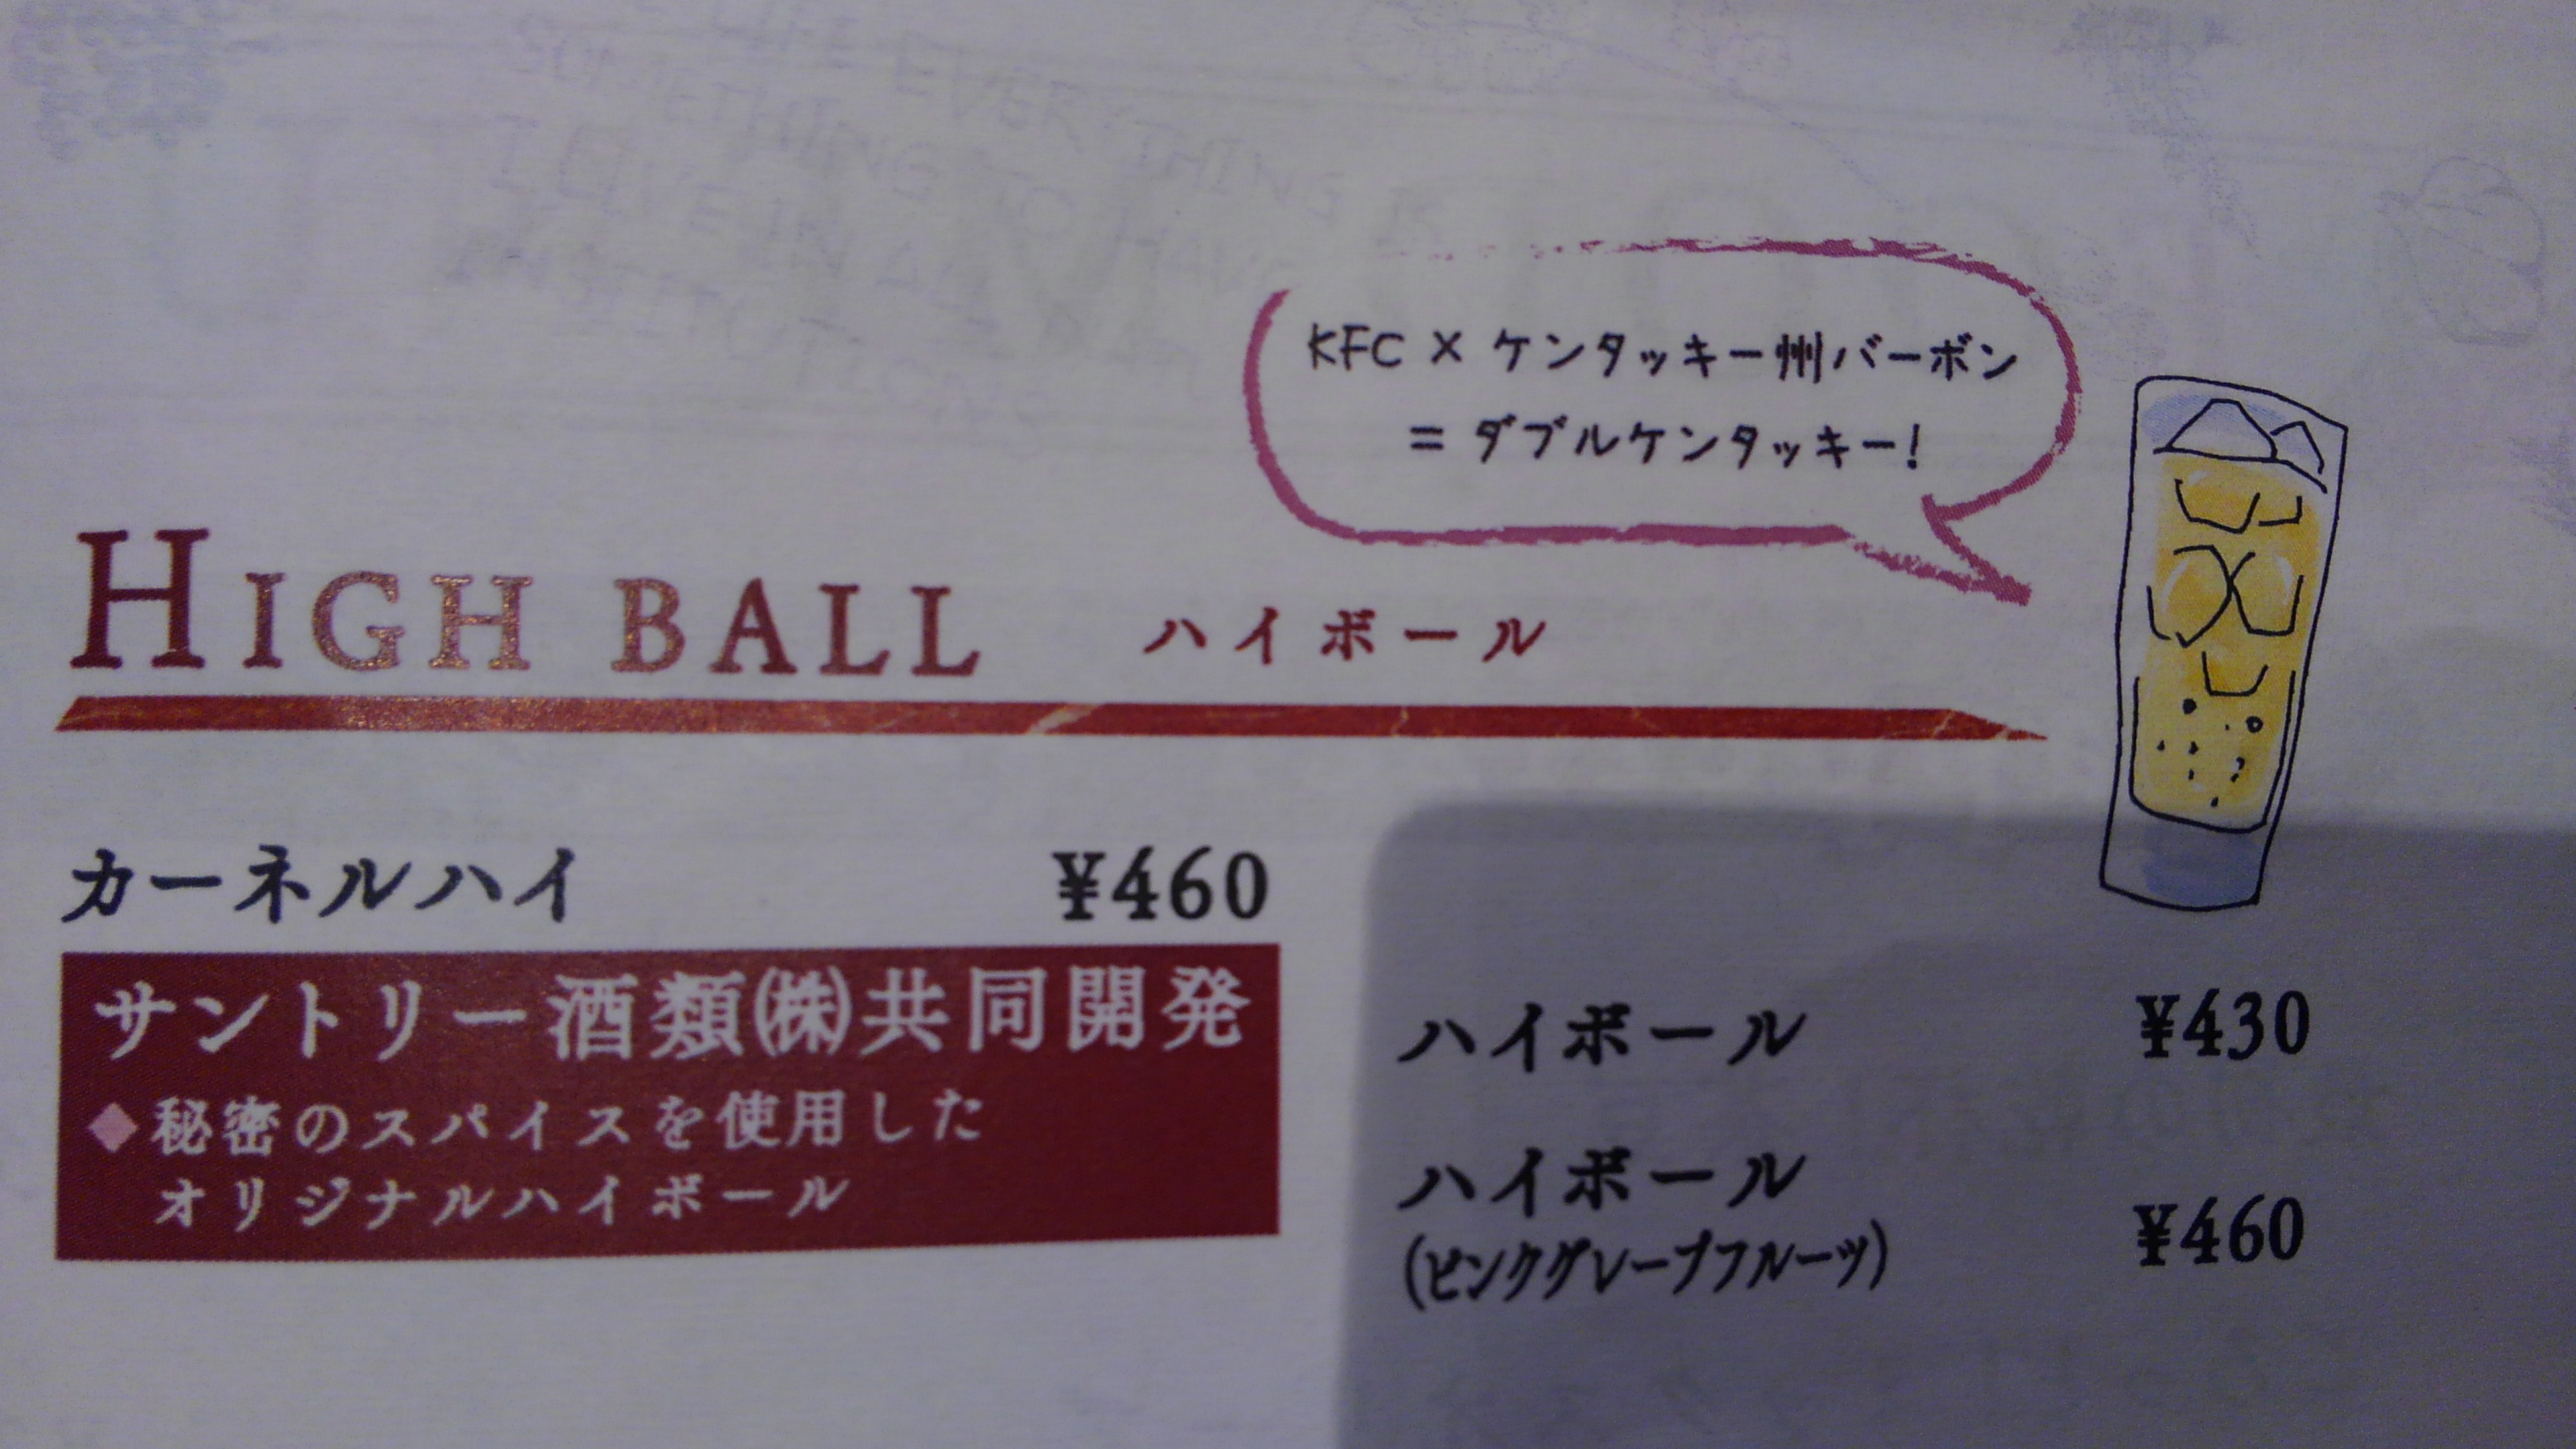 KFC × ケンタッキー州バーボン
= ダブルケンタッキー!
HIGH BALL ハイボール
カーネルハイ ¥460
サントリー酒類㈱共同開発
◆秘密のスパイスを使用した
オリジナルハイボール
ハイボール ¥430
ハイボール
(ピンクグレープフルーツ) ¥460